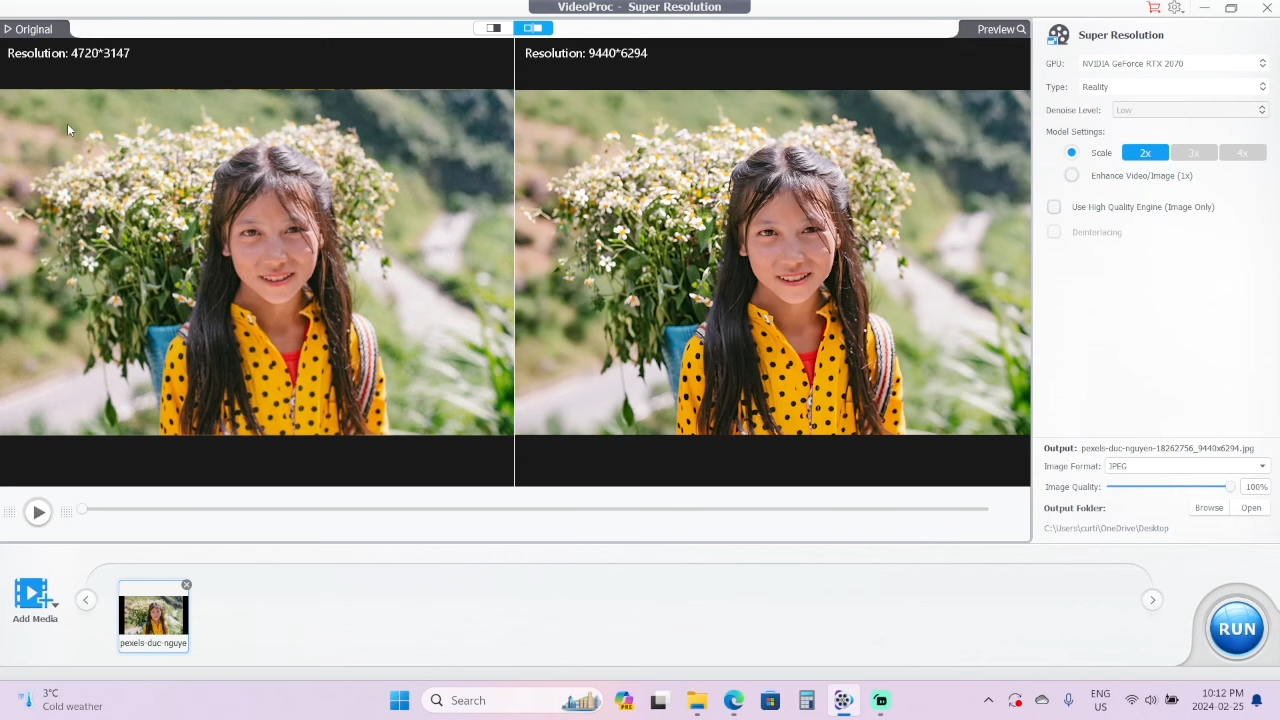 VideoProc - Super Resolution
Original
Preview
Resolution: 4720*3147
Resolution: 9440*6294
Super Resolution
GPU: NVIDIA GeForce RTX 2070
Type: Reality
Denoise Level: Low
Model Settings:
Scale 2x 3x 4x
Enhance Video/Image (1x)
Use High Quality Engine (Image Only)
Deinterlacing
Output: pexels-duc-nguyen-18262756_9440x6294.jpg
Image Format: JPEG
Image Quality: 100%
Output Folder: Browse Open
C:\Users\curti\OneDrive\Desktop
Add Media
pexels-duc-nguye
RUN
3°C
Cold weather
Search
PRE
ENG
US
10:12 PM
2024-02-25